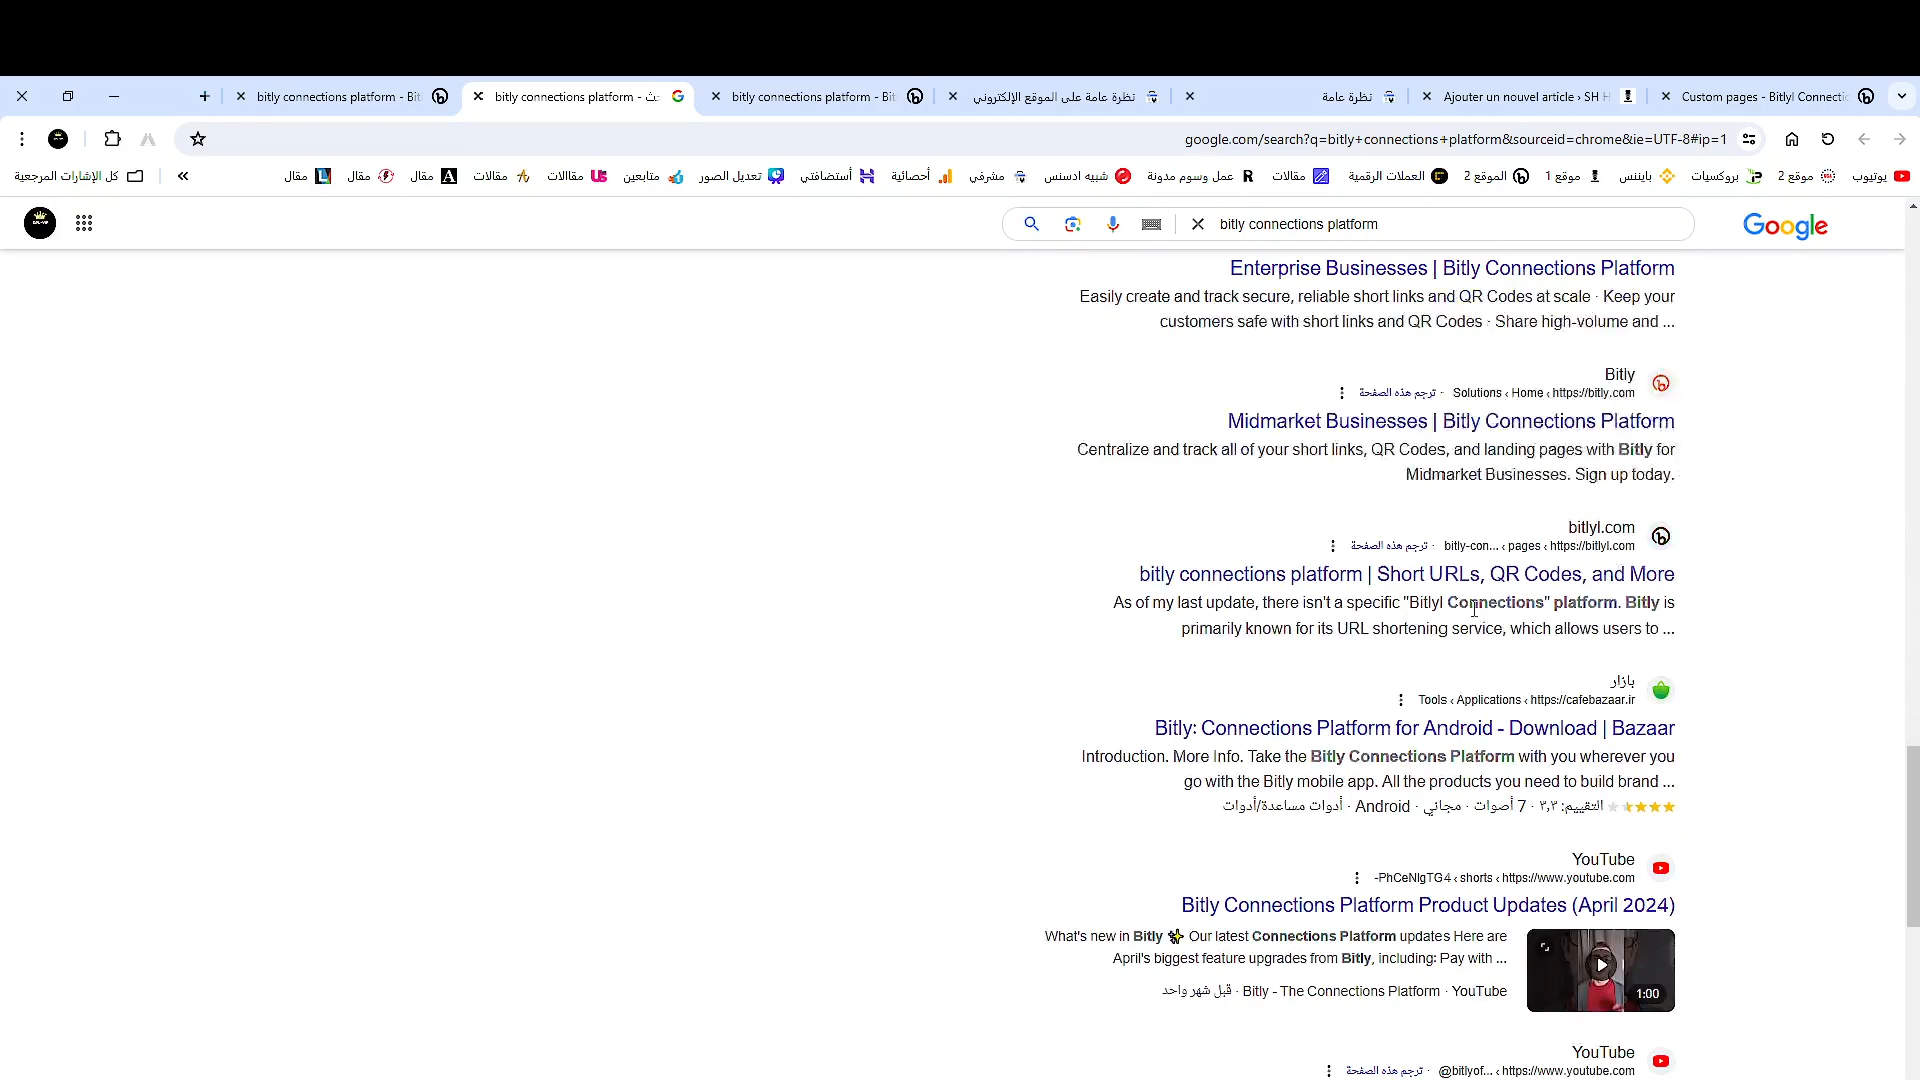 bitly connections platform - Bit
bitly connections platform - بحث
bitly connections platform - Bit
نظرة عامة على الموقع الإلكتروني
نظرة عامة
Ajouter un nouvel article › SH H
Custom pages - Bitlyl Connectic
google.com/search?q=bitly+connections+platform&sourceid=chrome&ie=UTF-8#ip=1
يوتيوب
موقع 2
بروكسيات
بايننس
موقع 1
الموقع 2
العملات الرقمية
مقالات
عمل وسوم مدونة
شبيه ادسنس
مشرفي
أحصائية
أستضافتي
تعديل الصور
متابعين
مقاالات
مقالات
مقال
مقال
مقال
كل الإشارات المرجعية
bitly connections platform
Google
Enterprise Businesses | Bitly Connections Platform
Easily create and track secure, reliable short links and QR Codes at scale · Keep your
customers safe with short links and QR Codes · Share high-volume and ...
Bitly
https://bitly.com › Home › Solutions · ترجم هذه الصفحة
Midmarket Businesses | Bitly Connections Platform
Centralize and track all of your short links, QR Codes, and landing pages with Bitly for
Midmarket Businesses. Sign up today.
bitlyl.com
https://bitlyl.com › pages › bitly-con... · ترجم هذه الصفحة
bitly connections platform | Short URLs, QR Codes, and More
As of my last update, there isn't a specific "Bitlyl Connections" platform. Bitly is
primarily known for its URL shortening service, which allows users to ...
بازار
https://cafebazaar.ir › Applications › Tools
Bitly: Connections Platform for Android - Download | Bazaar
Introduction. More Info. Take the Bitly Connections Platform with you wherever you
go with the Bitly mobile app. All the products you need to build brand ...
التقييم: ٣٫٣ · 7 أصوات · مجاني · Android · أدوات مساعدة/أدوات
YouTube
https://www.youtube.com › shorts › -PhCeNlgTG4
Bitly Connections Platform Product Updates (April 2024)
What's new in Bitly ✨ Our latest Connections Platform updates Here are
April's biggest feature upgrades from Bitly, including: Pay with ...
YouTube · Bitly - The Connections Platform · قبل شهر واحد
1:00
YouTube
https://www.youtube.com › @bitlyof... · ترجم هذه الصفحة